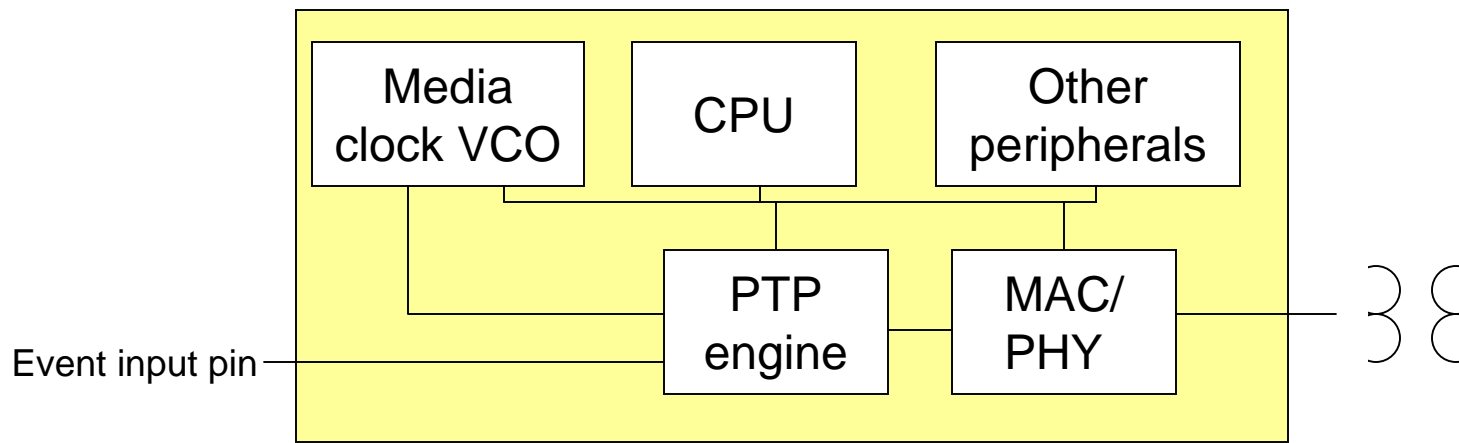 Media
clock VCO
CPU
Other
peripherals
PTP
engine
MAC/
PHY
Event input pin